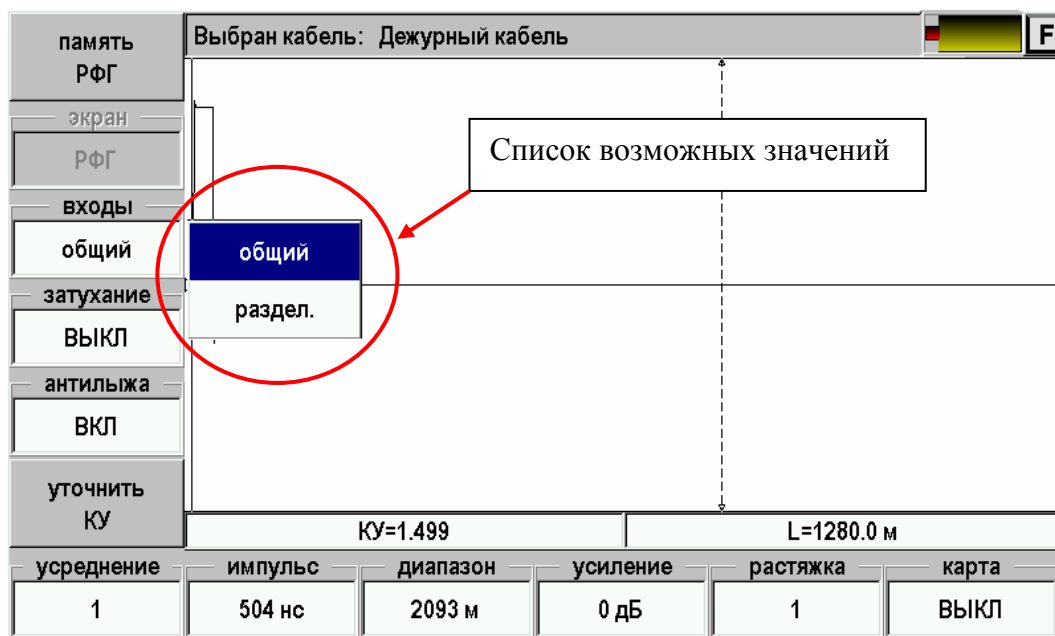 память
РФГ
Выбран кабель: Дежурный кабель
F
экран
РФГ
Список возможных значений
входы
общий
общий
раздел.
затухание
ВЫКЛ
антилыжа
ВКЛ
уточнить
КУ
КУ=1.499
L=1280.0 м
усреднение
импульс
диапазон
усиление
растяжка
карта
1
504 нс
2093 м
0 дБ
1
ВЫКЛ